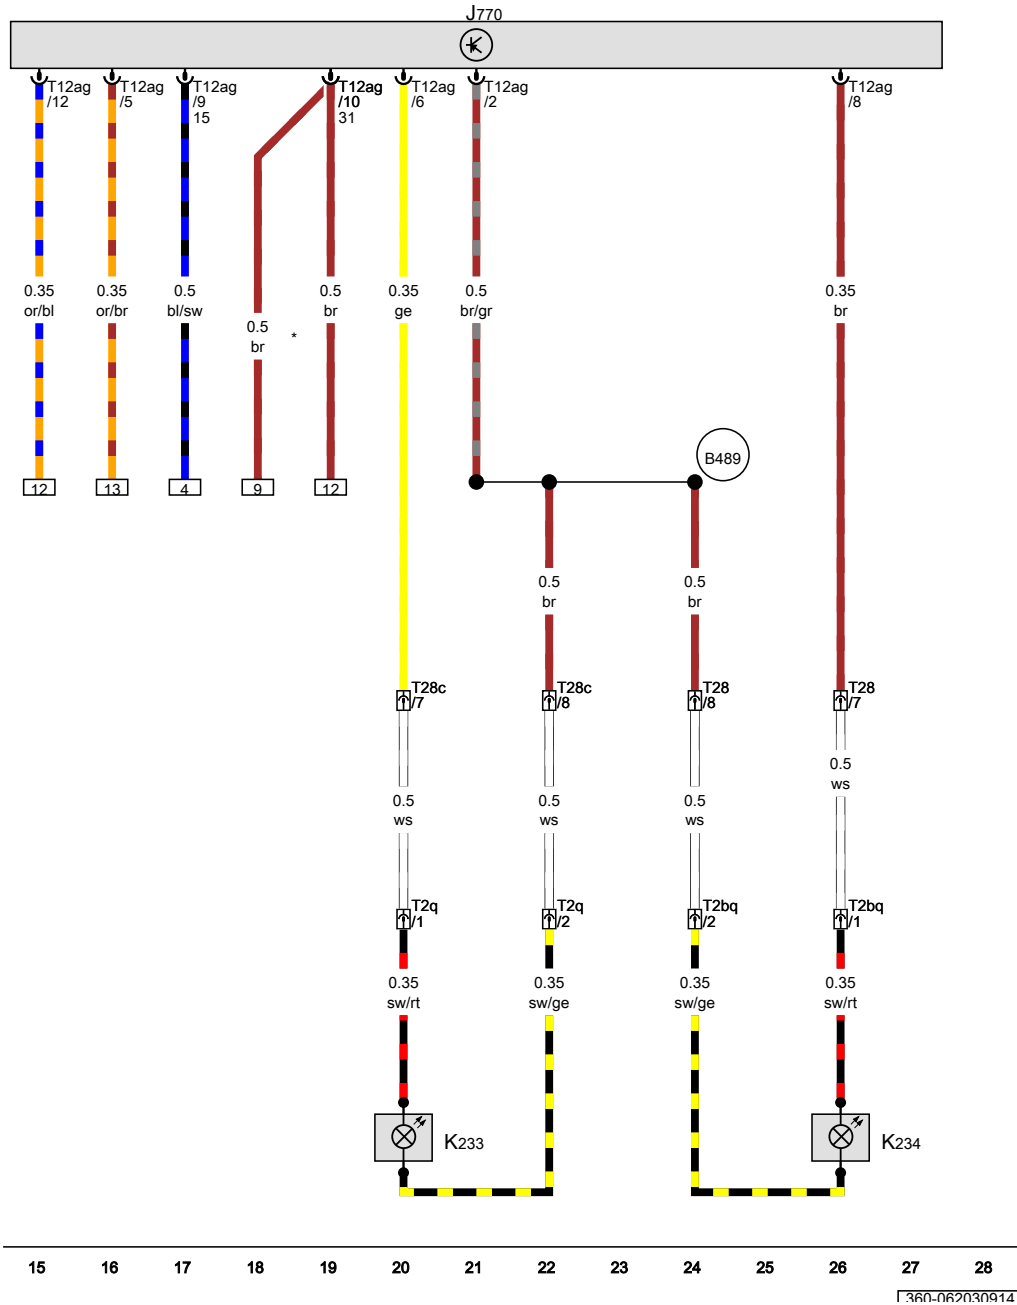 J770
T12ag
/12
T12ag
/5
T12ag
/9
15
T12ag
/10
31
T12ag
/6
T12ag
/2
T12ag
/8
0.35
or/bl
0.35
or/br
0.5
bl/sw
0.5
br
*
0.5
br
0.35
ge
0.5
br/gr
0.35
br
12
13
4
9
12
B489
0.5
br
0.5
br
T28c
/7
T28c
/8
T28
/8
T28
/7
0.5
ws
0.5
ws
0.5
ws
0.5
ws
T2q
/1
T2q
/2
T2bq
/2
T2bq
/1
0.35
sw/rt
0.35
sw/ge
0.35
sw/ge
0.35
sw/rt
K233
K234
15 16 17 18 19 20 21 22 23 24 25 26 27 28
360-062030914